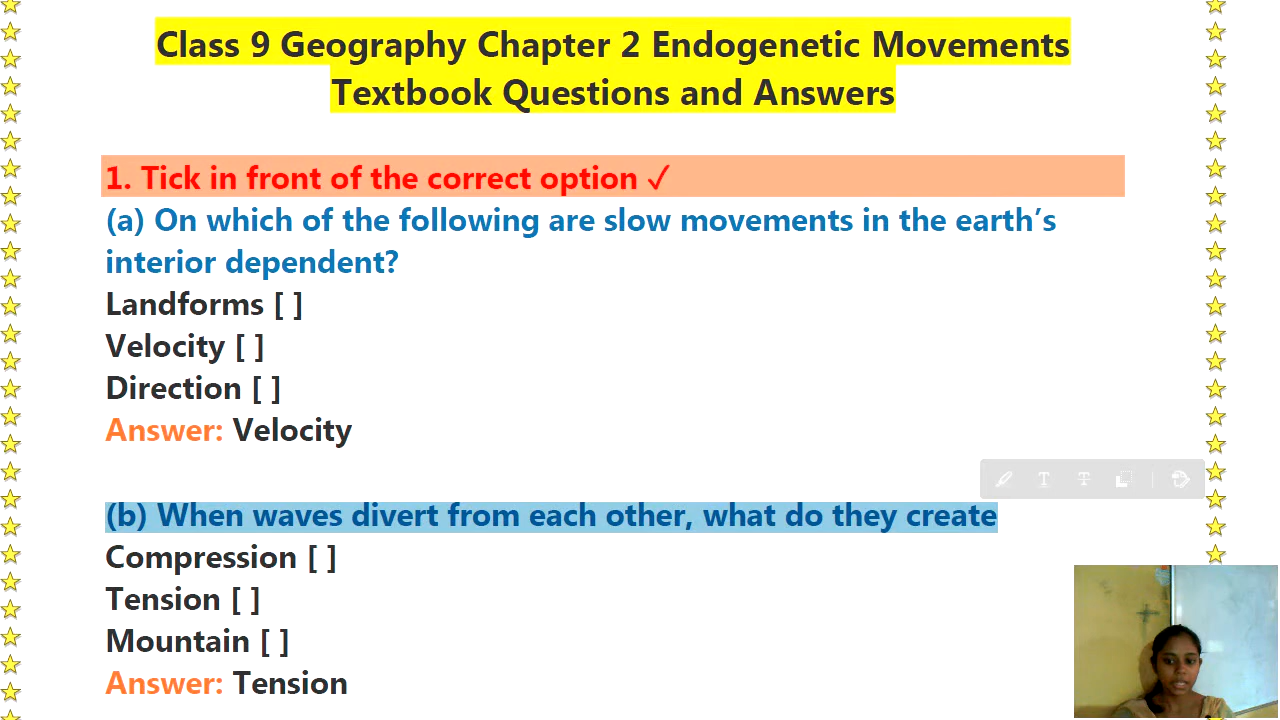 Class 9 Geography Chapter 2 Endogenetic Movements
Textbook Questions and Answers
1. Tick in front of the correct option ✓
(a) On which of the following are slow movements in the earth’s
interior dependent?
Landforms [ ]
Velocity [ ]
Direction [ ]
Answer: Velocity
(b) When waves divert from each other, what do they create
Compression [ ]
Tension [ ]
Mountain [ ]
Answer: Tension